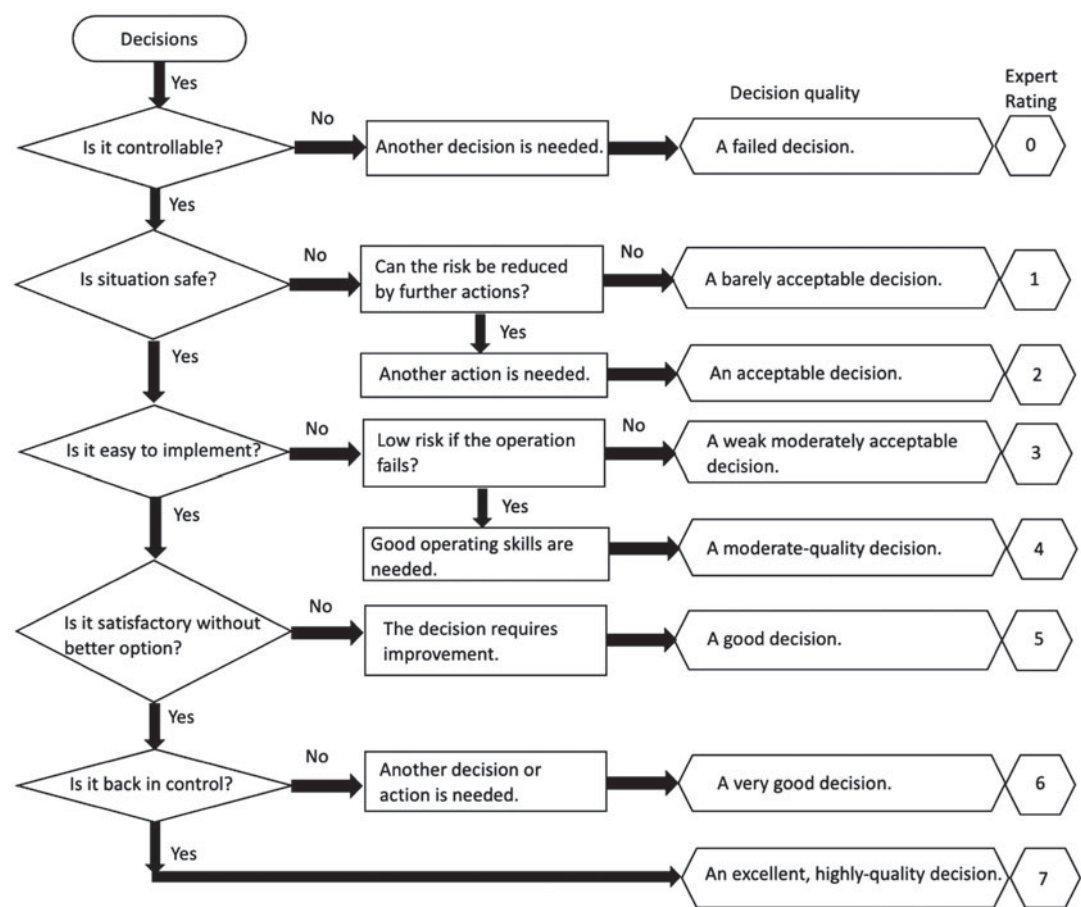 Decisions
Yes
Decision quality
Expert
Rating
Is it controllable?
No
Another decision is needed.
A failed decision.
0
Yes
Is situation safe?
No
Can the risk be reduced
by further actions?
No
A barely acceptable decision.
1
Yes
Yes
Another action is needed.
An acceptable decision.
2
Is it easy to implement?
No
Low risk if the operation
fails?
No
A weak moderately acceptable
decision.
3
Yes
Yes
Good operating skills are
needed.
A moderate-quality decision.
4
Is it satisfactory without
better option?
No
The decision requires
improvement.
A good decision.
5
Yes
Is it back in control?
No
Another decision or
action is needed.
A very good decision.
6
Yes
An excellent, highly-quality decision.
7